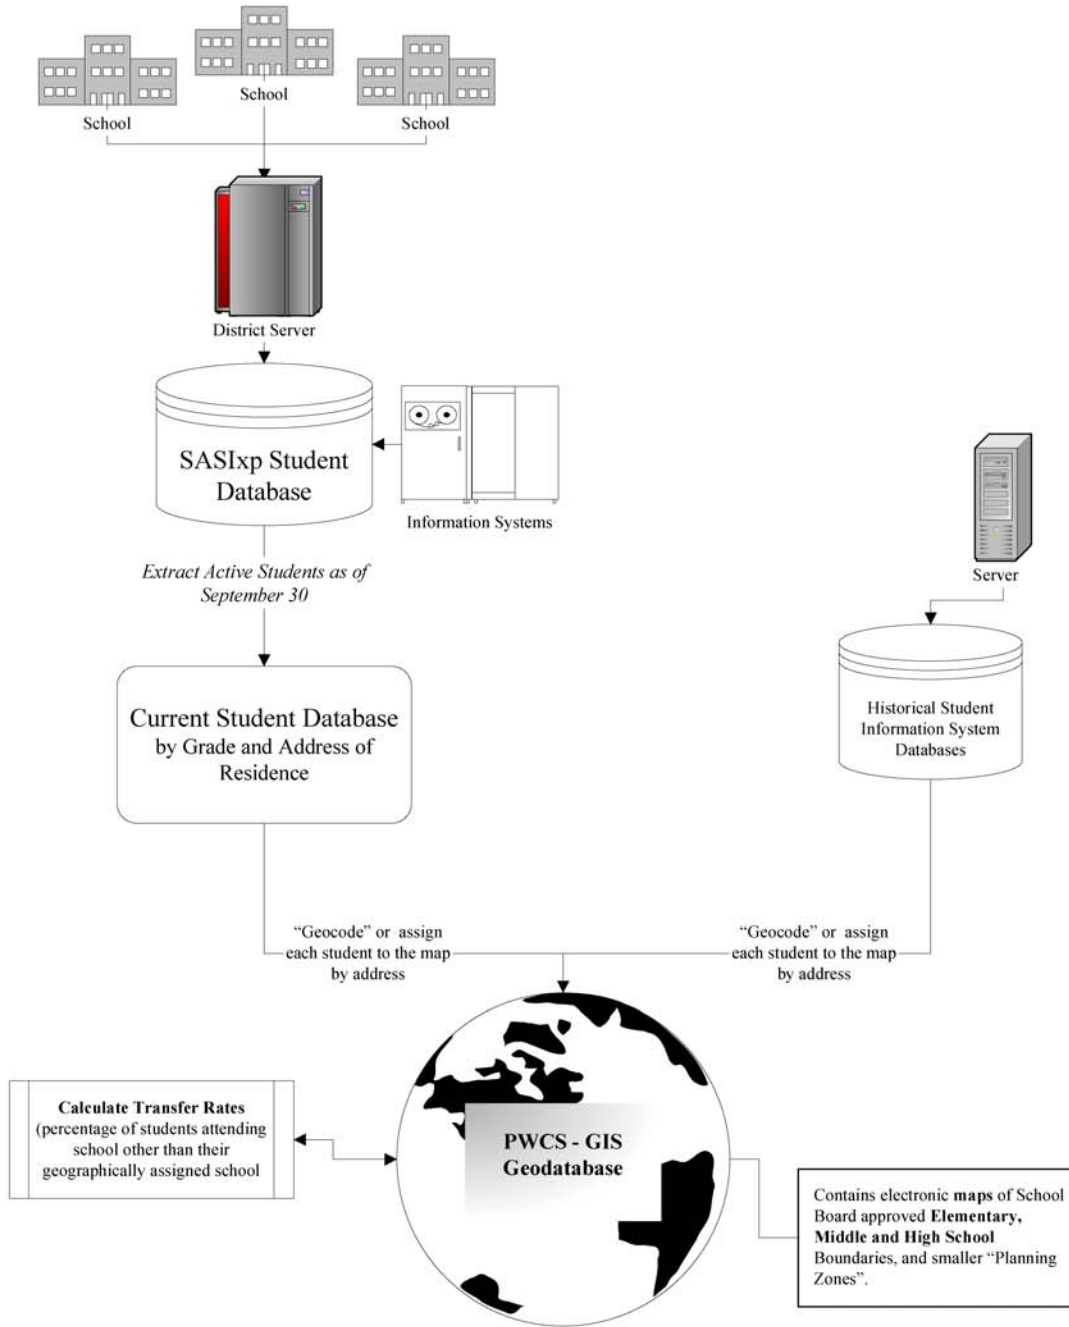 School
School
School
District Server
SASIxp Student
Database
Information Systems
Extract Active Students as of
September 30
Server
Current Student Database
by Grade and Address of
Residence
Historical Student
Information System
Databases
“Geocode” or assign
each student to the map
by address
“Geocode” or assign
each student to the map
by address
Calculate Transfer Rates
(percentage of students attending
school other than their
geographically assigned school
PWCS - GIS
Geodatabase
Contains electronic maps of School
Board approved Elementary,
Middle and High School
Boundaries, and smaller “Planning
Zones”.